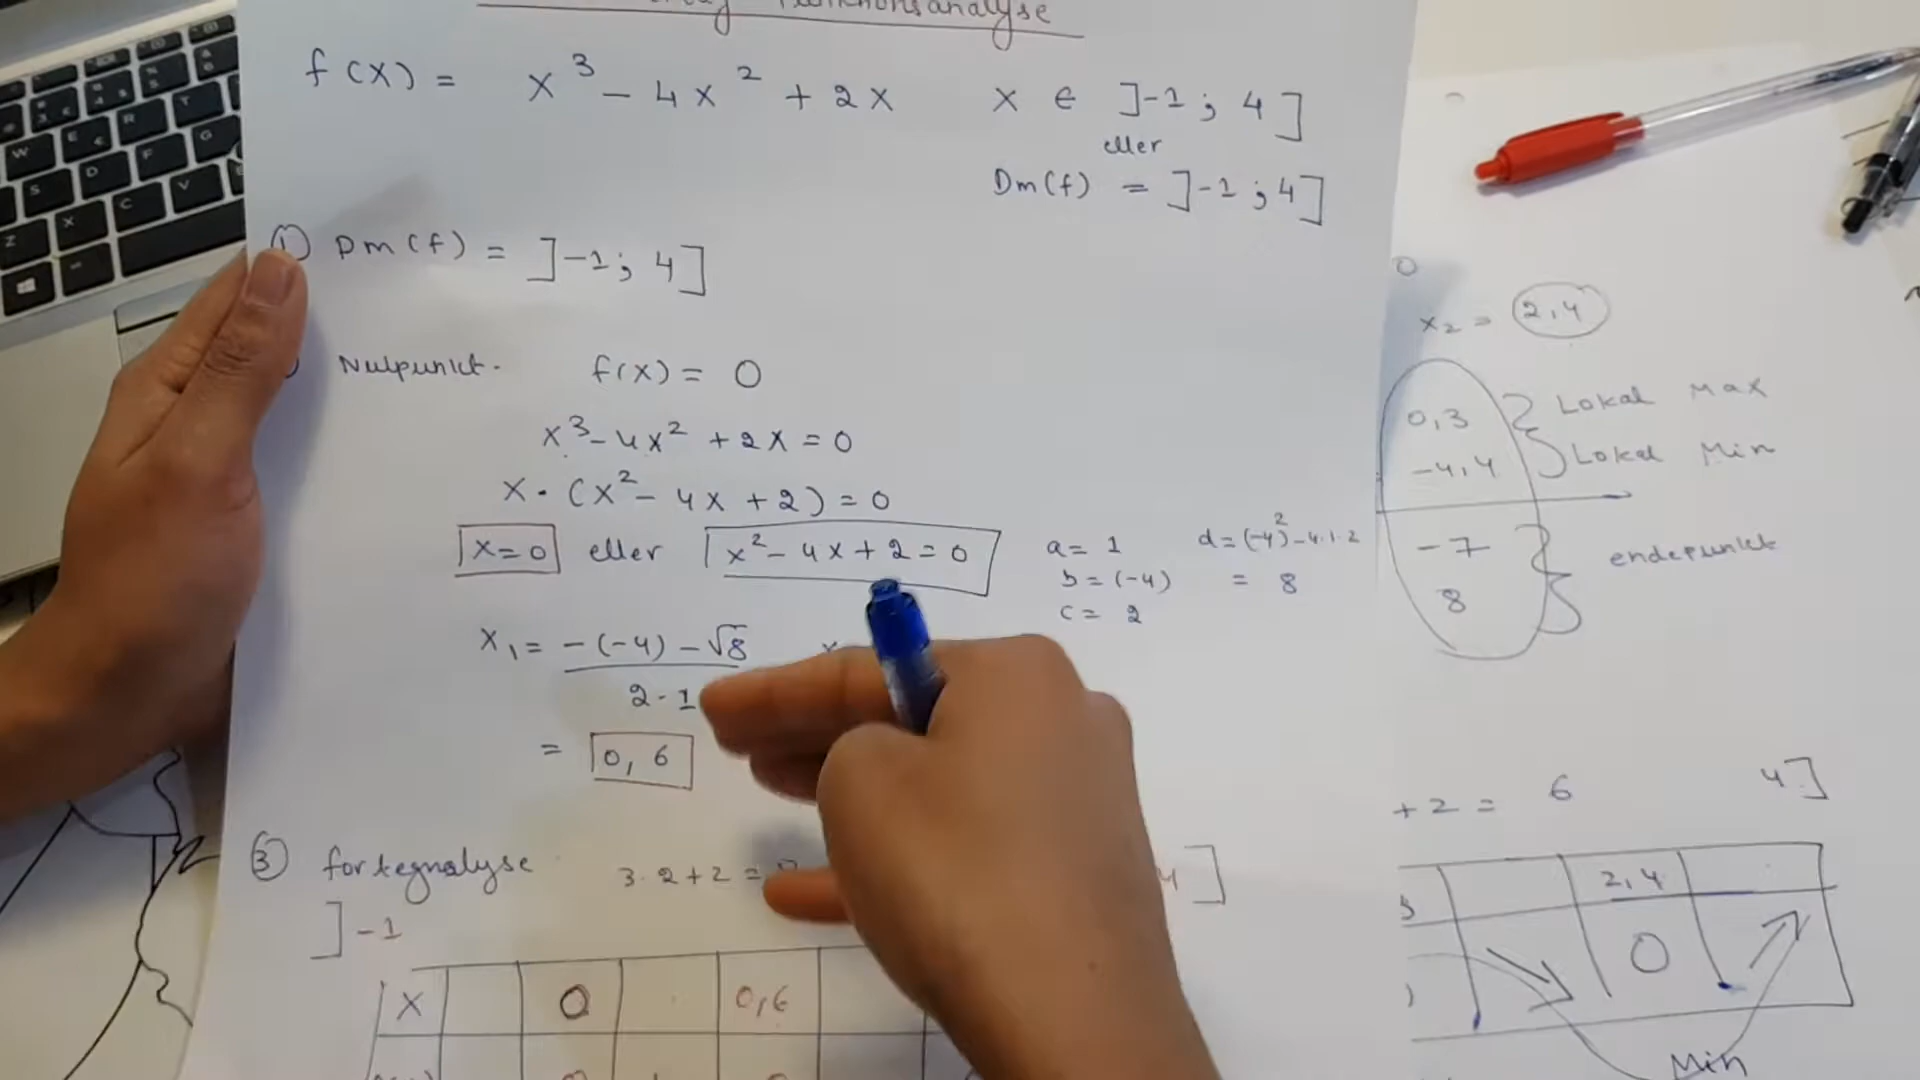 funktionsanalyse
f(x) = x³ - 4x² + 2x x ∈ ]-1 ; 4]
eller
Dm(f) = ]-1 ; 4]
① Dm(f) = ]-1 ; 4]
Nulpunkt. f(x) = 0
x³ - 4x² + 2x = 0
x · (x² - 4x + 2) = 0
x = 0 eller x² - 4x + 2 = 0
a = 1 d = (-4)² - 4·1·2
b = (-4) = 8
c = 2
x₁ = -(-4) - √8
2 · 1
= 0,6
③ fortegnalyse 3·2+2 =
]-1 4]
x 0 0,6
0
x₂ = 2,4
0,3 Lokal Max
-4,4 Lokal Min
-7 endepunkt
8
+ 2 = 6 4]
2,4
0
Min